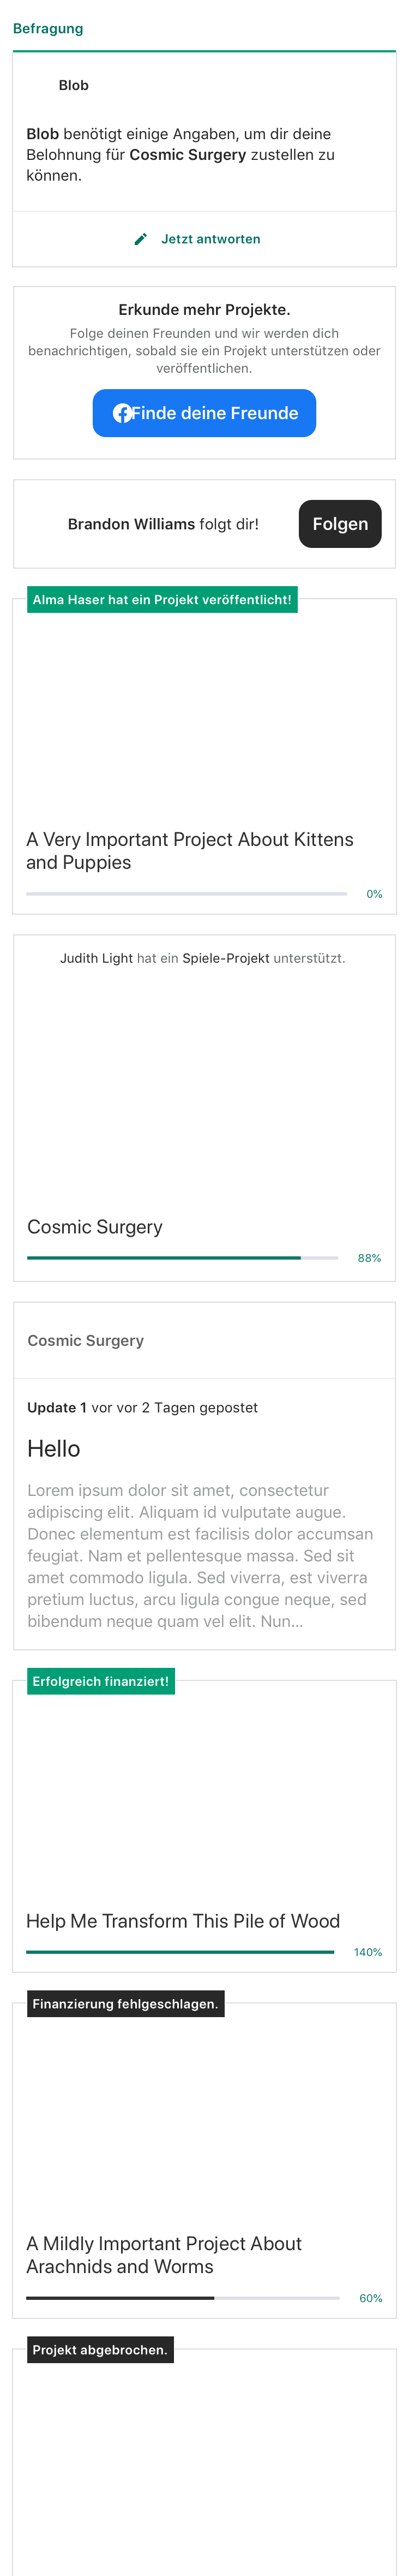 Befragung
Blob
Blob benötigt einige Angaben, um dir deine
Belohnung für Cosmic Surgery zustellen zu
können.
Jetzt antworten
Erkunde mehr Projekte.
Folge deinen Freunden und wir werden dich
benachrichtigen, sobald sie ein Projekt unterstützen oder
veröffentlichen.
Finde deine Freunde
Brandon Williams folgt dir!
Folgen
Alma Haser hat ein Projekt veröffentlicht!
A Very Important Project About Kittens
and Puppies
0%
Judith Light hat ein Spiele-Projekt unterstützt.
Cosmic Surgery
88%
Cosmic Surgery
Update 1 vor vor 2 Tagen gepostet
Hello
Lorem ipsum dolor sit amet, consectetur
adipiscing elit. Aliquam id vulputate augue.
Donec elementum est facilisis dolor accumsan
feugiat. Nam et pellentesque massa. Sed sit
amet commodo ligula. Sed viverra, est viverra
pretium luctus, arcu ligula congue neque, sed
bibendum neque quam vel elit. Nun...
Erfolgreich finanziert!
Help Me Transform This Pile of Wood
140%
Finanzierung fehlgeschlagen.
A Mildly Important Project About
Arachnids and Worms
60%
Projekt abgebrochen.